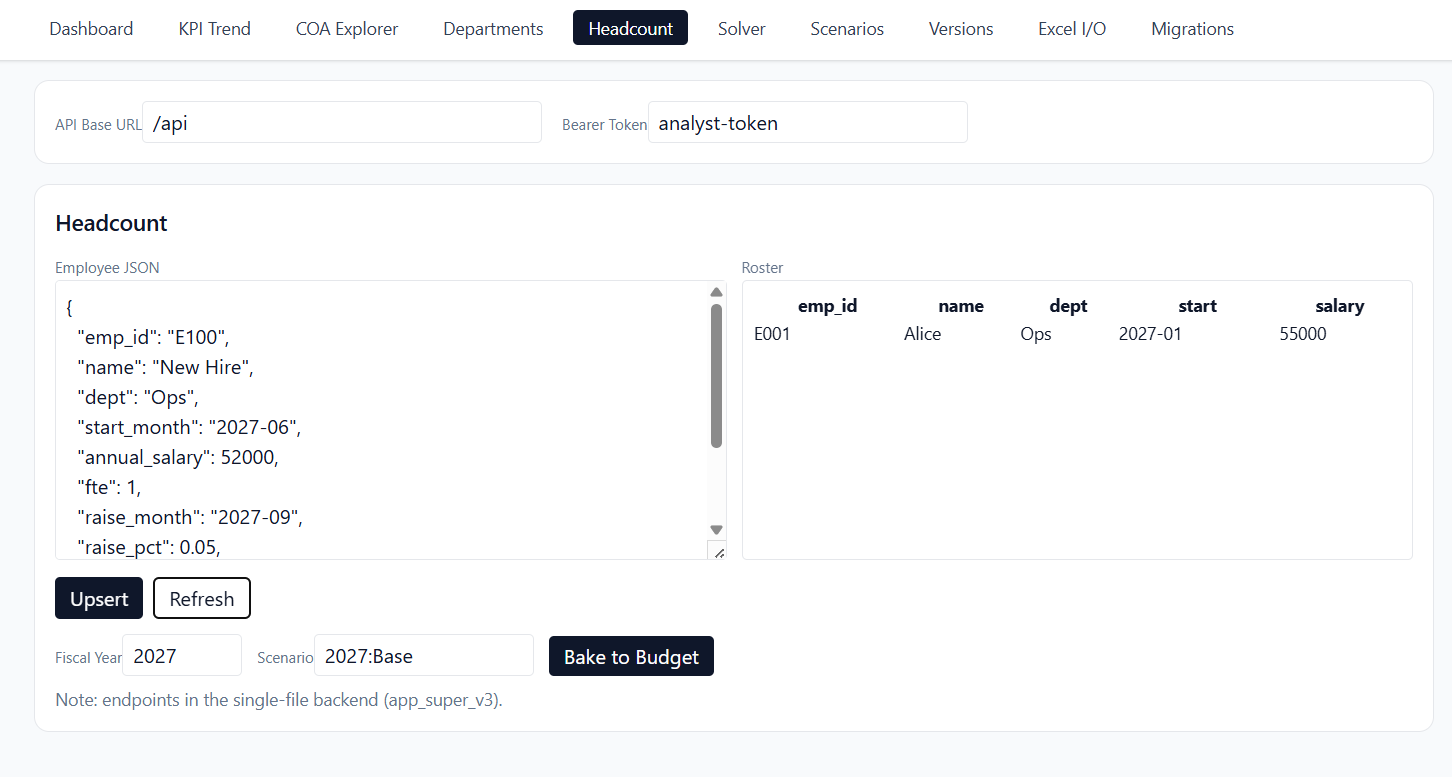 Dashboard KPI Trend COA Explorer Departments Headcount Solver Scenarios Versions Excel I/O Migrations
API Base URL /api Bearer Token analyst-token
Headcount
Employee JSON
{
"emp_id": "E100",
"name": "New Hire",
"dept": "Ops",
"start_month": "2027-06",
"annual_salary": 52000,
"fte": 1,
"raise_month": "2027-09",
"raise_pct": 0.05,
Roster
emp_id name dept start salary
E001 Alice Ops 2027-01 55000
Upsert Refresh
Fiscal Year 2027 Scenario 2027:Base Bake to Budget
Note: endpoints in the single-file backend (app_super_v3).